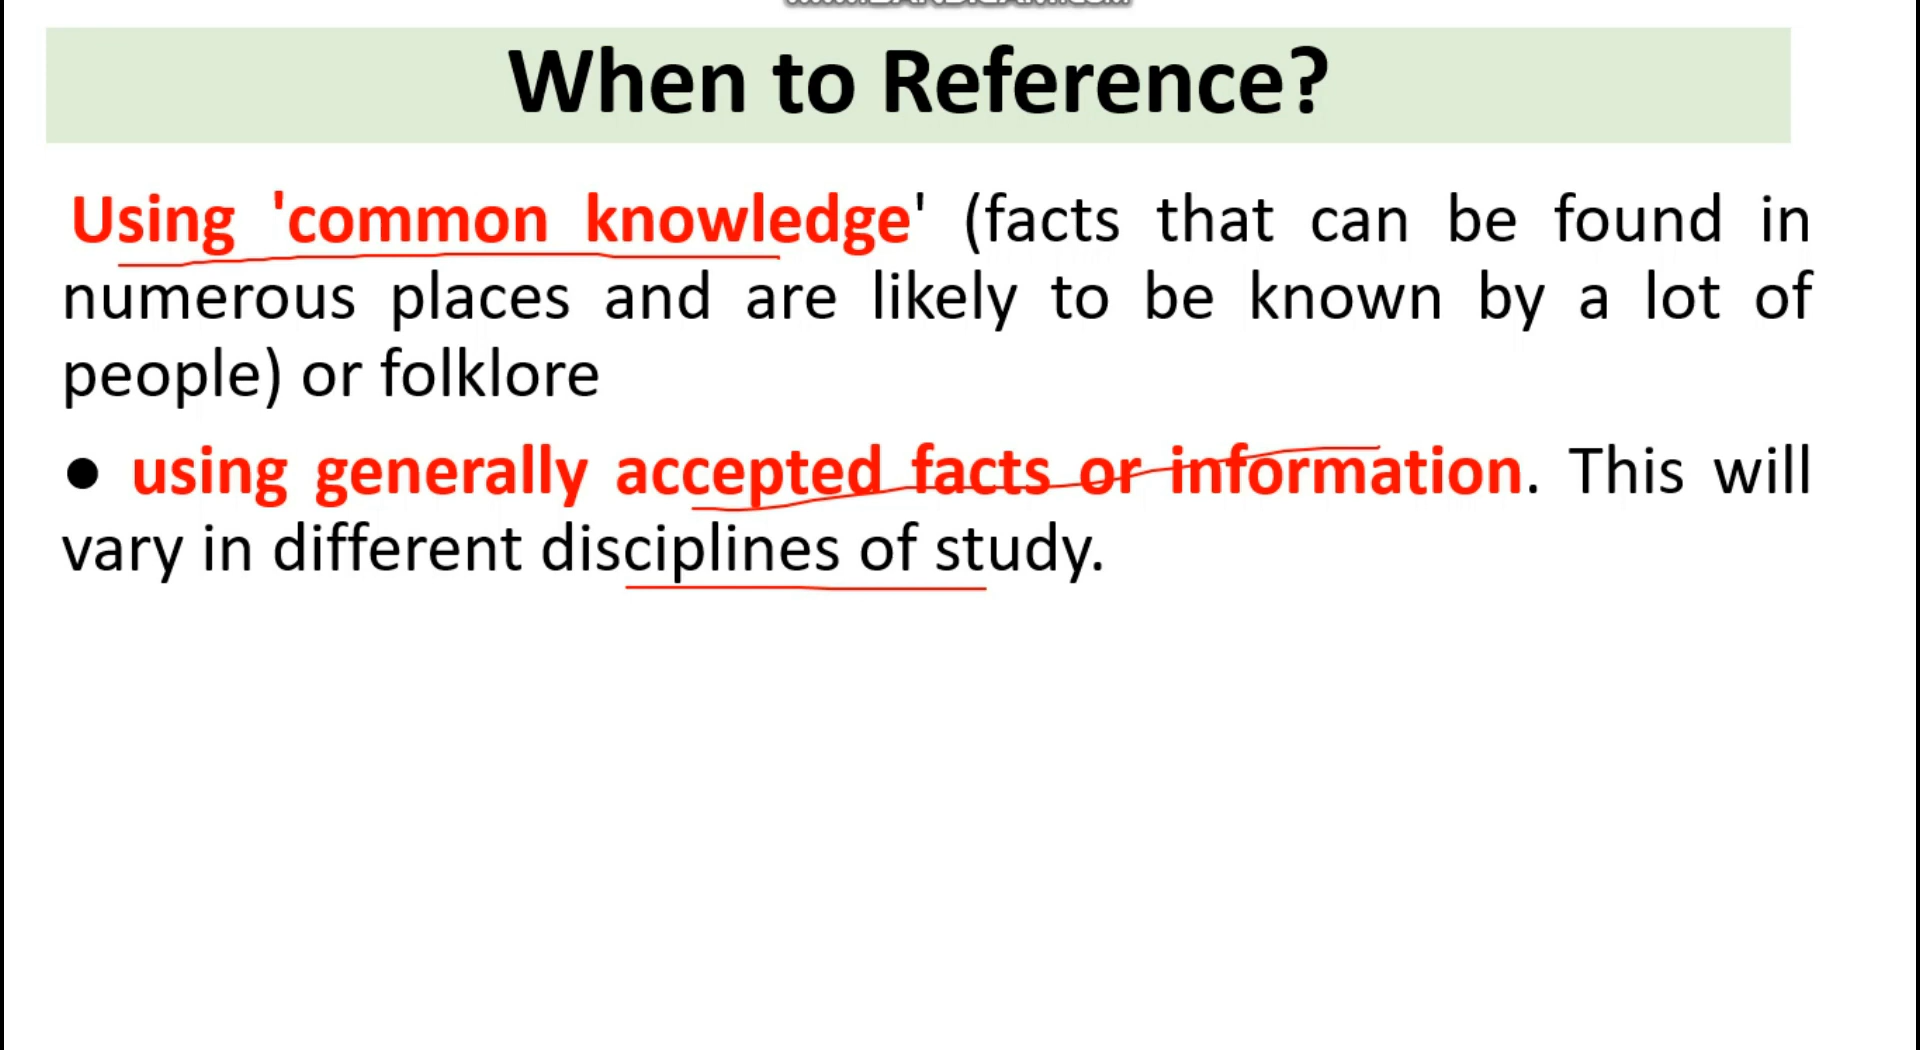 When to Reference?
Using 'common knowledge' (facts that can be found in
numerous places and are likely to be known by a lot of
people) or folklore
● using generally accepted facts or information. This will
vary in different disciplines of study.